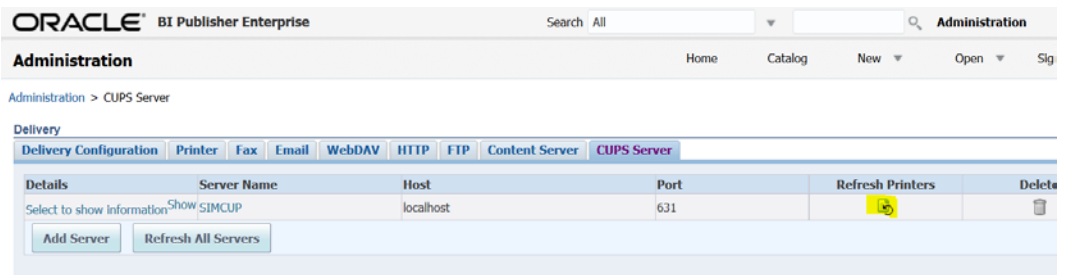 ORACLE® BI Publisher Enterprise Search All Administration
Administration Home Catalog New Open Sig
Administration > CUPS Server
Delivery
Delivery Configuration Printer Fax Email WebDAV HTTP FTP Content Server CUPS Server
Details Server Name Host Port Refresh Printers Delete
Select to show information Show SIMCUP localhost 631
Add Server Refresh All Servers